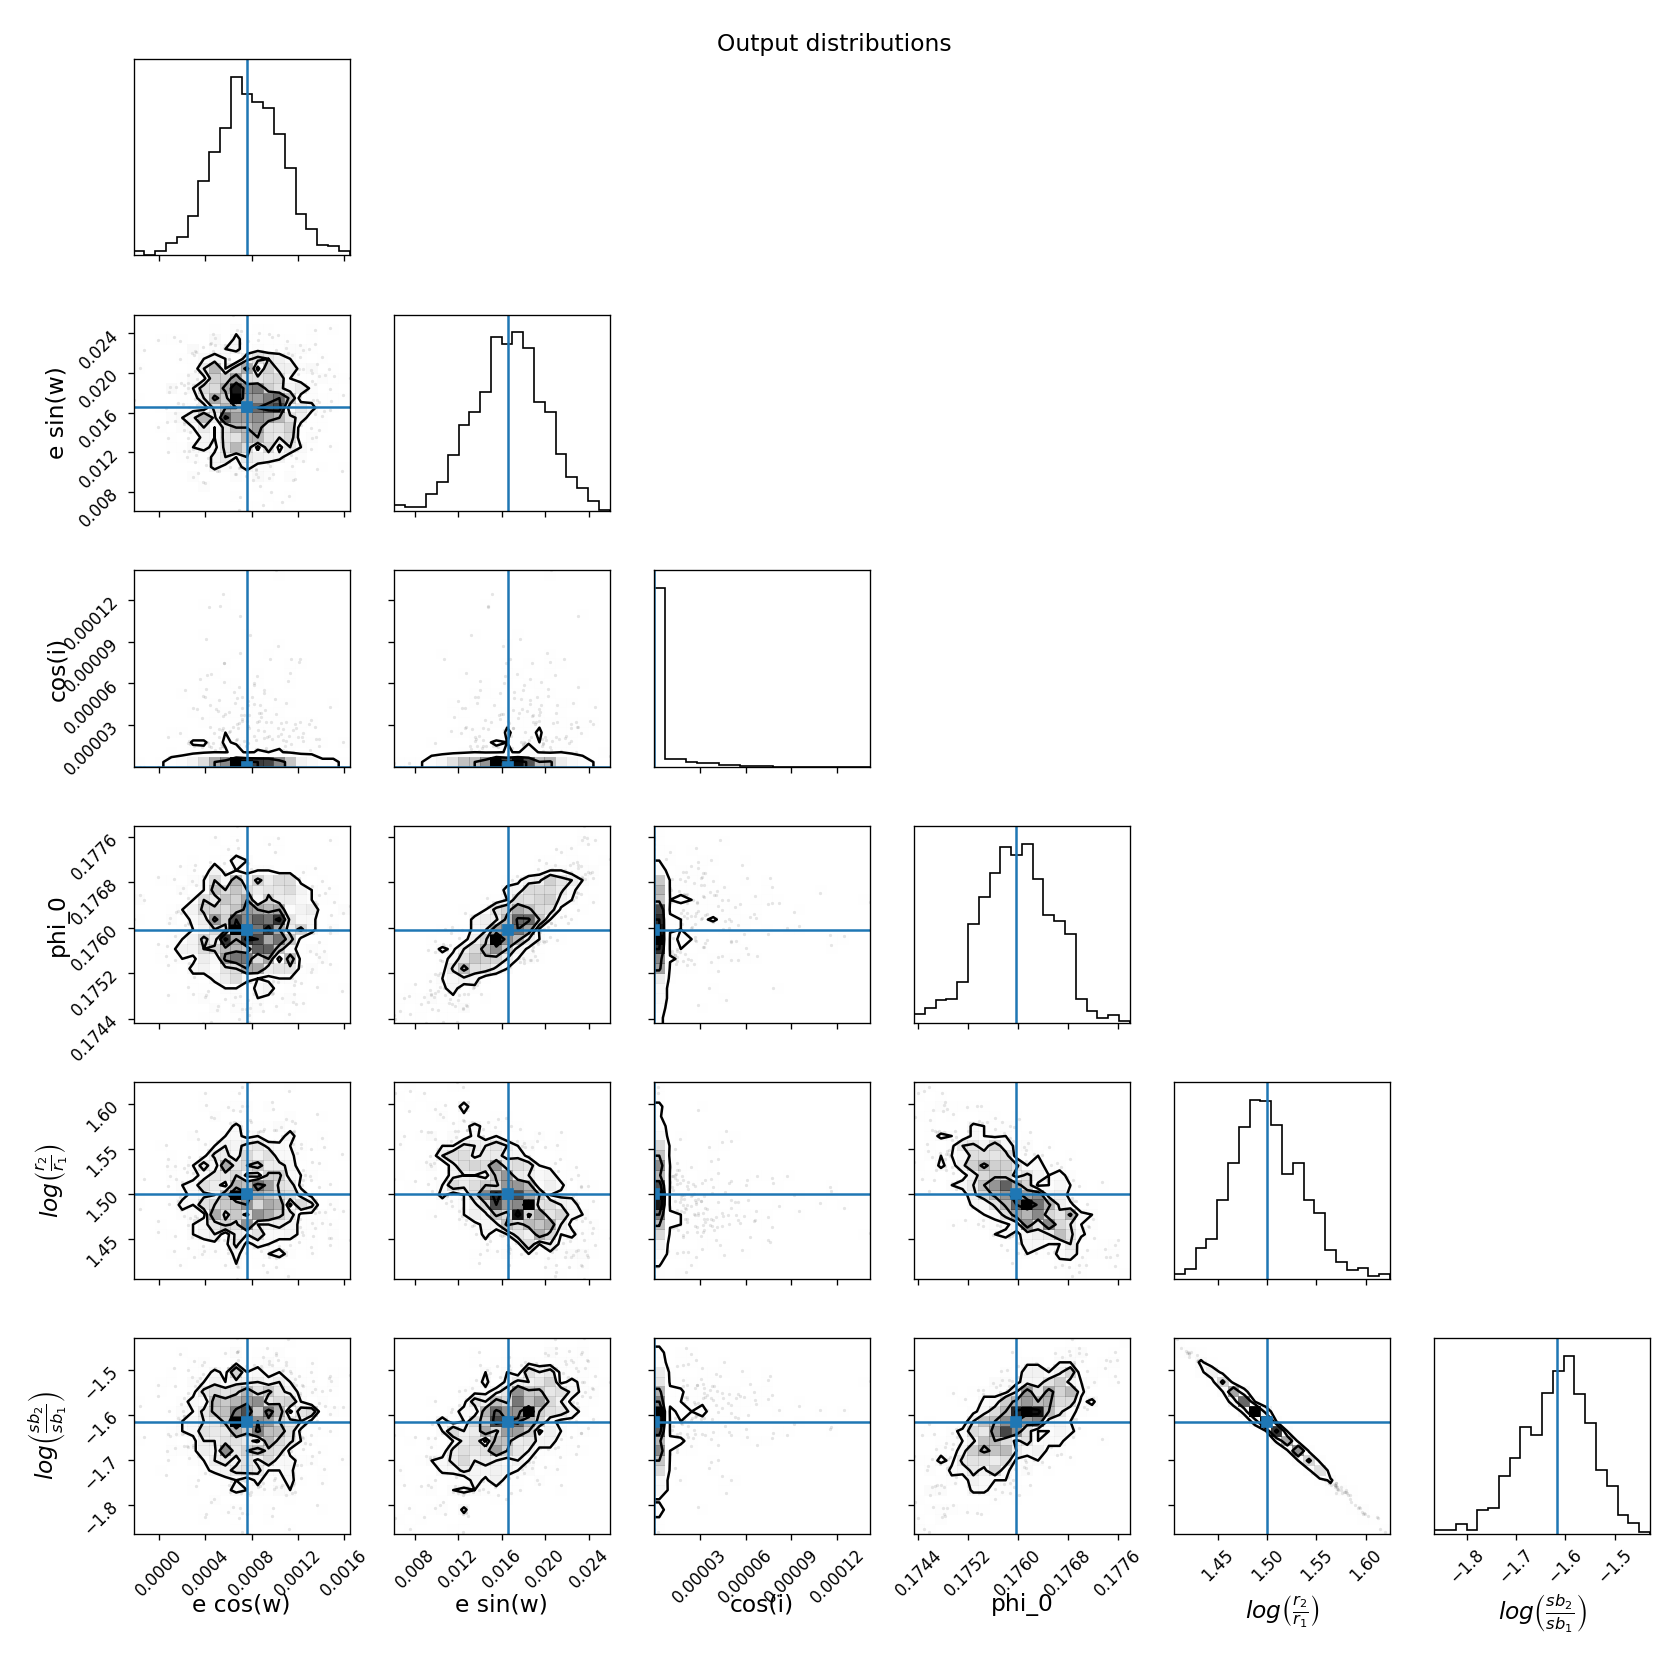 Output distributions
e sin(w)
0.024
0.020
0.016
0.012
0.008
cos(i)
0.00012
0.00009
0.00006
0.00003
phi_0
0.1776
0.1768
0.1760
0.1752
0.1744
log(r2/r1)
1.60
1.55
1.50
1.45
log(sb2/sb1)
−1.5
−1.6
−1.7
−1.8
0.0000 0.0004 0.0008 0.0012 0.0016 0.008 0.012 0.016 0.020 0.024 0.00003 0.00006 0.00009 0.00012 0.1744 0.1752 0.1760 0.1768 0.1776 1.45 1.50 1.55 1.60 −1.8 −1.7 −1.6 −1.5
e cos(w) e sin(w) cos(i) phi_0 log(r2/r1) log(sb2/sb1)